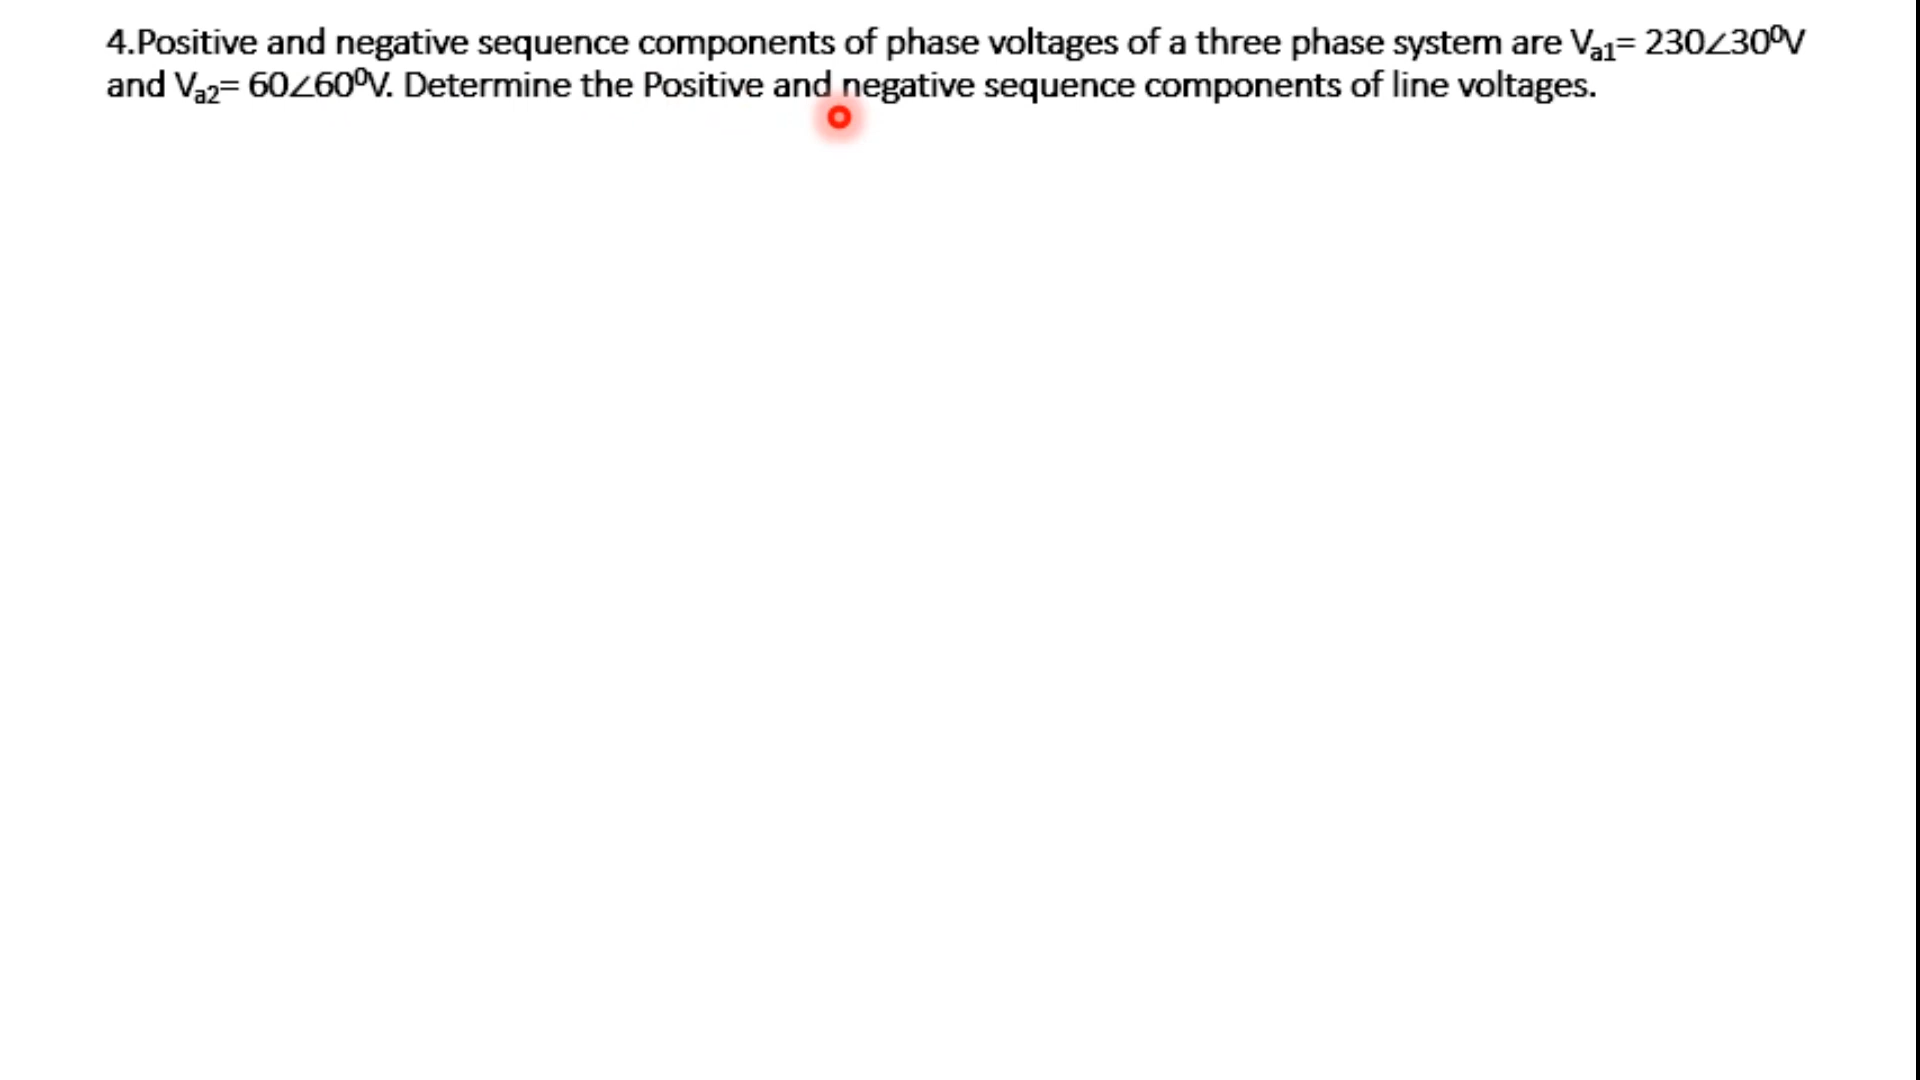 4.Positive and negative sequence components of phase voltages of a three phase system are Vₐ₁= 230∠30⁰V
and Vₐ₂= 60∠60⁰V. Determine the Positive and negative sequence components of line voltages.